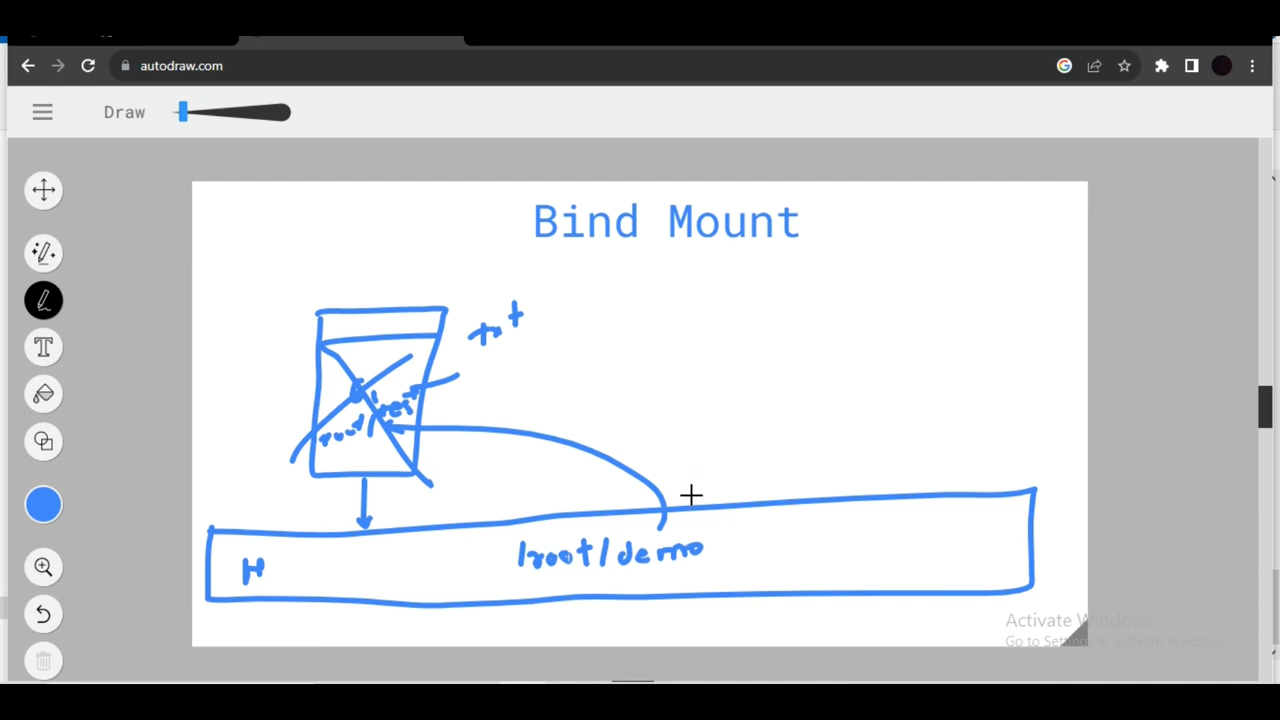 autodraw.com
Draw
Bind Mount
/root/demo
H
Activate Windows
Go to Settings to activate Windows.